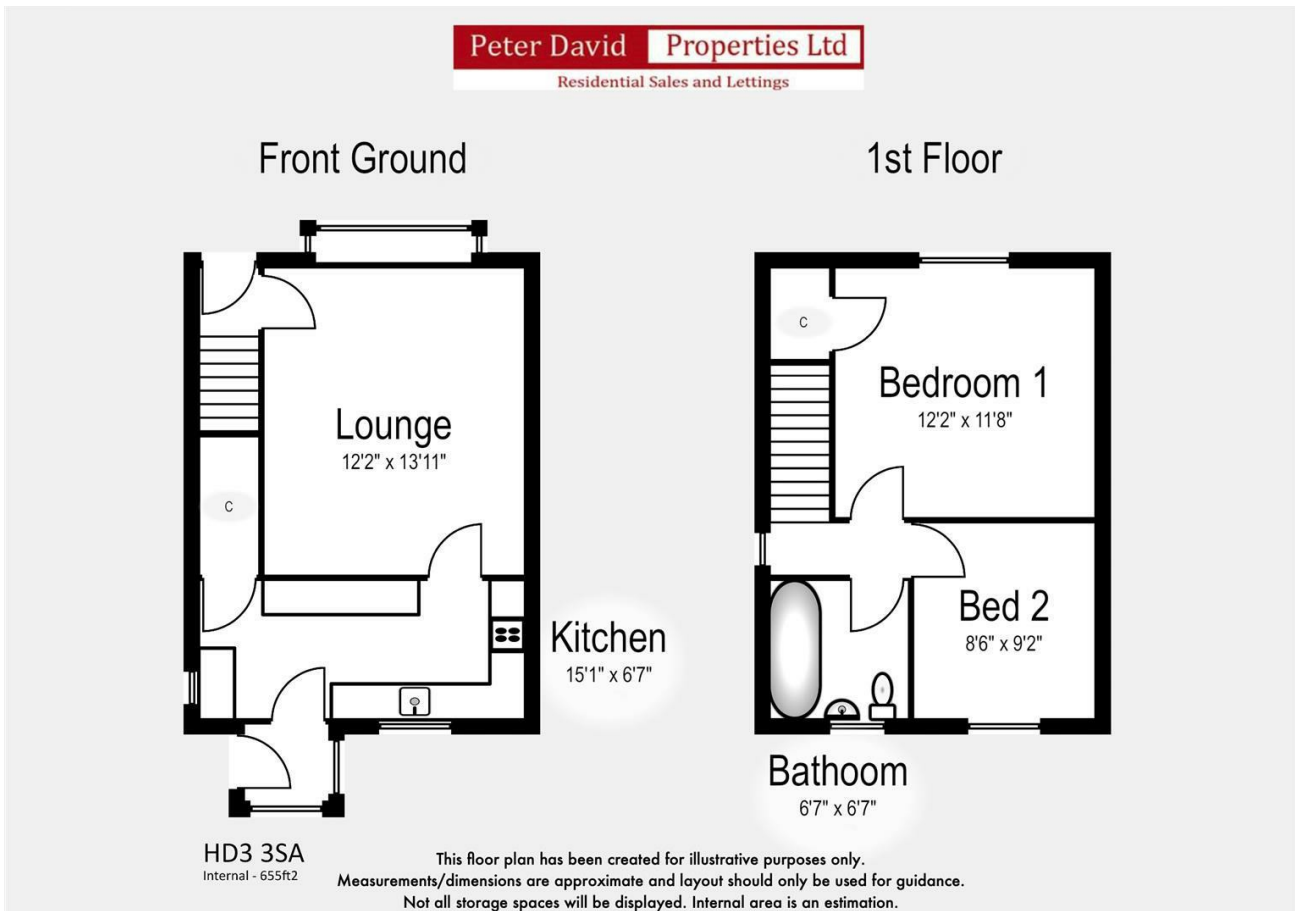 Peter David Properties Ltd
Residential Sales and Lettings
Front Ground
1st Floor
Lounge
12'2" x 13'11"
C
Kitchen
15'1" x 6'7"
C
Bedroom 1
12'2" x 11'8"
Bed 2
8'6" x 9'2"
Bathoom
6'7" x 6'7"
HD3 3SA
Internal - 655ft2
This floor plan has been created for illustrative purposes only.
Measurements/dimensions are approximate and layout should only be used for guidance.
Not all storage spaces will be displayed. Internal area is an estimation.